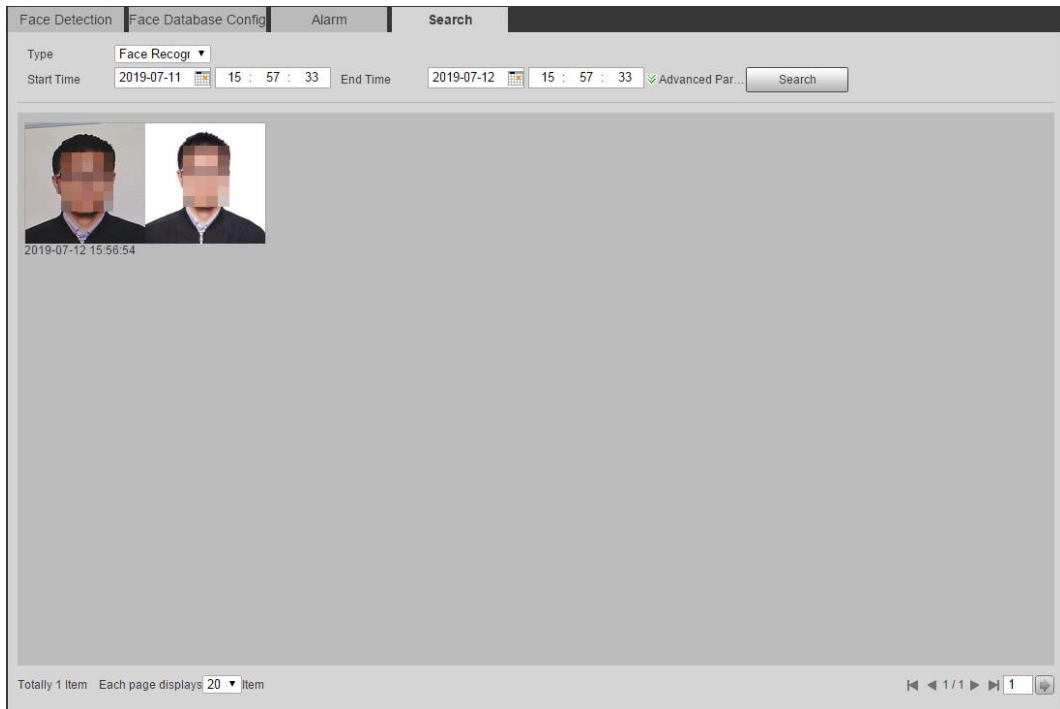 Face Detection Face Database Config Alarm Search
Type Face Recogr
Start Time 2019-07-11 15 : 57 : 33 End Time 2019-07-12 15 : 57 : 33 Advanced Par... Search
2019-07-12 15:56:54
Totally 1 Item Each page displays 20 Item 1 / 1 1